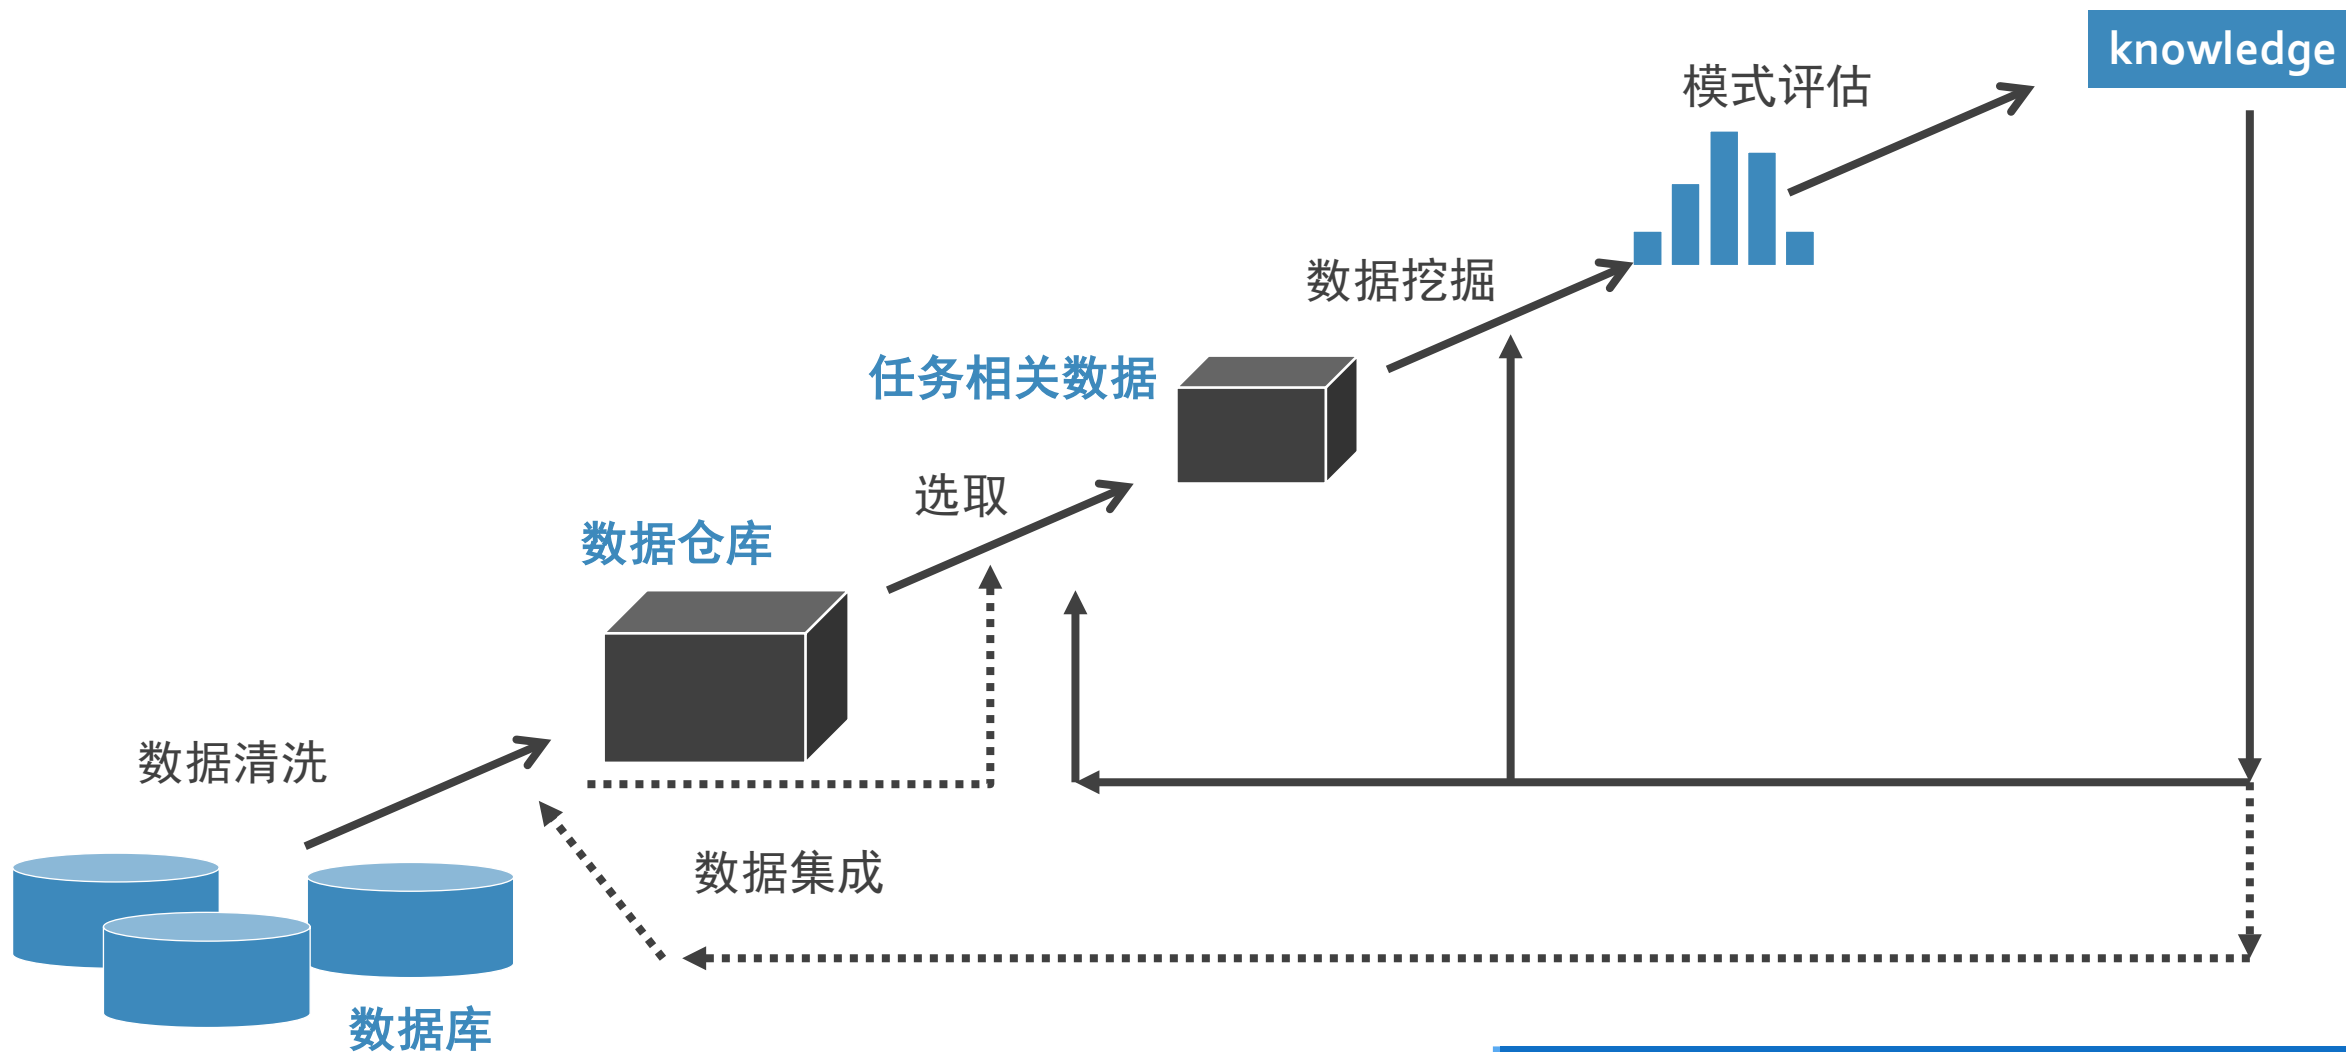 knowledge
模式评估
数据挖掘
任务相关数据
选取
数据仓库
数据清洗
数据集成
数据库